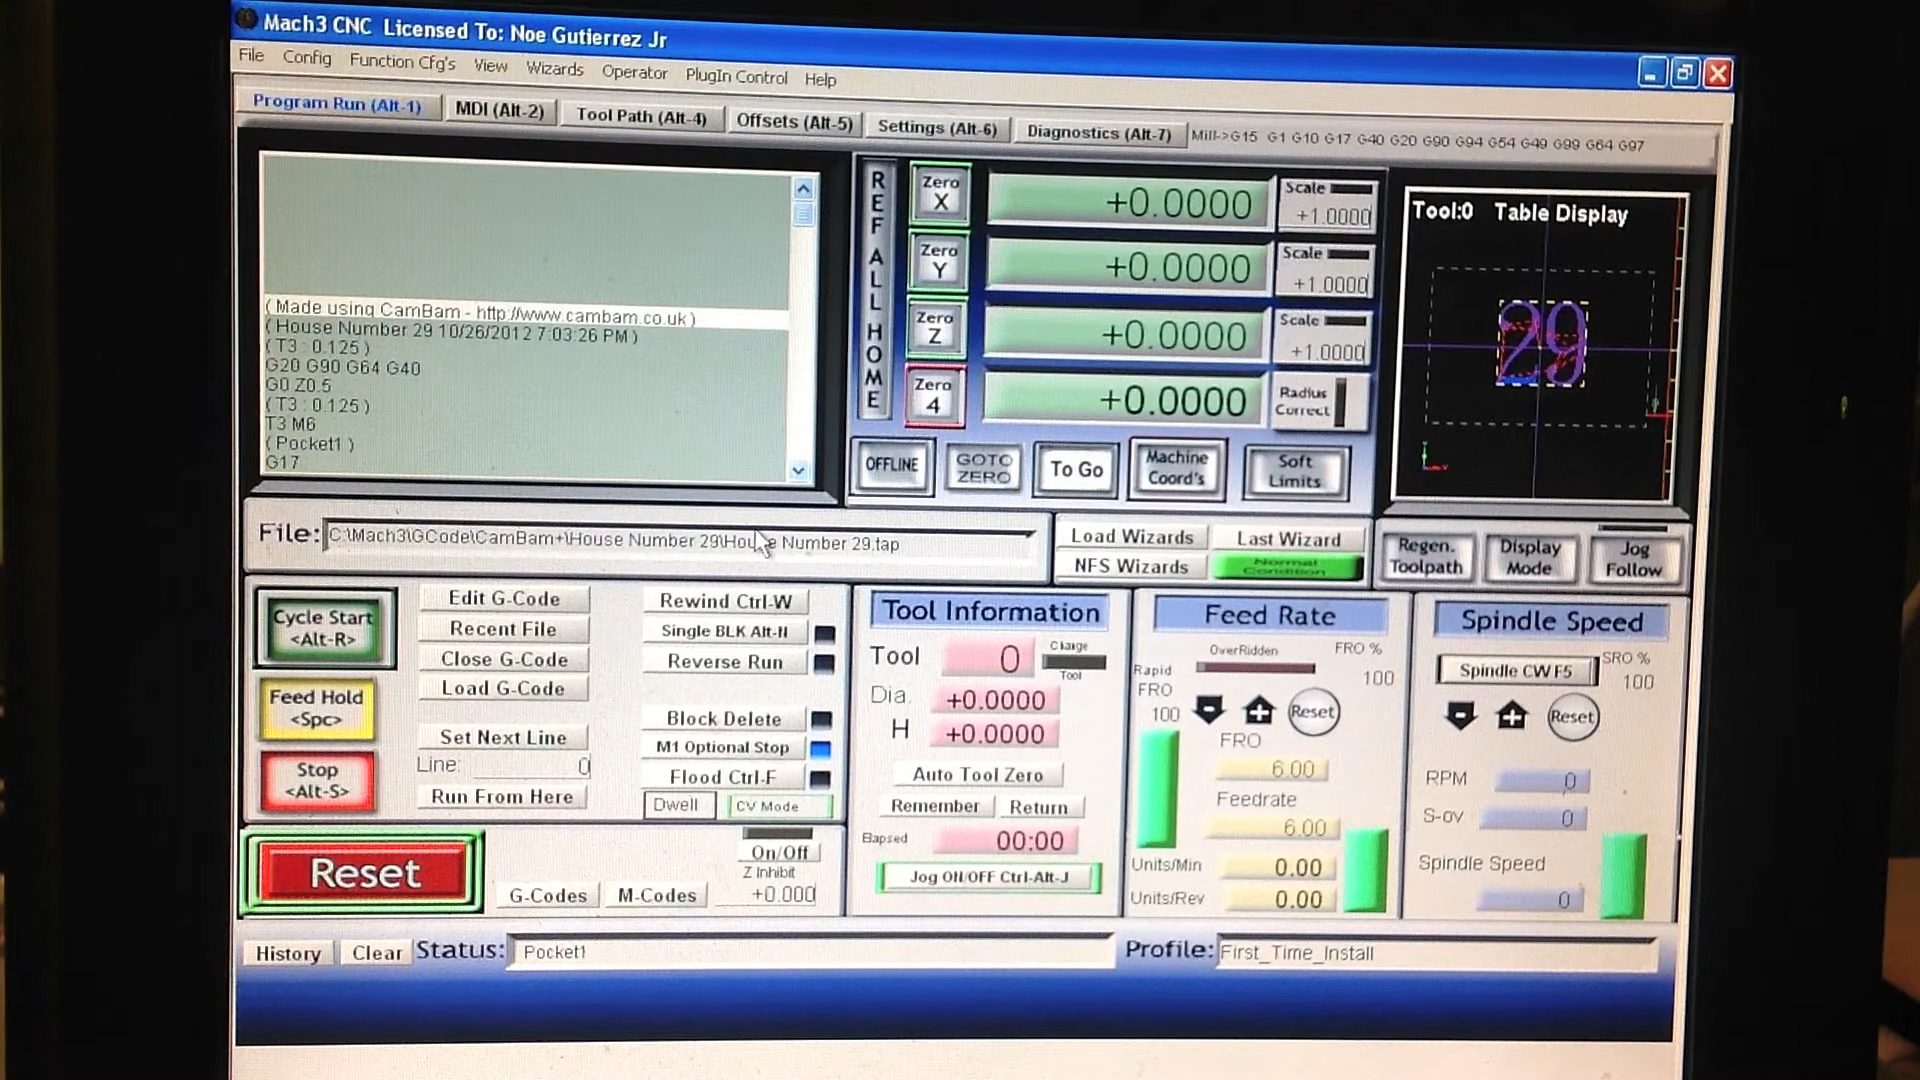 Mach3 CNC Licensed To: Noe Gutierrez Jr
File Config Function Cfg's View Wizards Operator PlugIn Control Help
Program Run (Alt-1) MDI (Alt-2) Tool Path (Alt-4) Offsets (Alt-5) Settings (Alt-6) Diagnostics (Alt-7) Mill->G15 G1 G10 G17 G40 G20 G90 G94 G54 G49 G99 G64 G97
( Made using CamBam - http://www.cambam.co.uk )
( House Number 29 10/26/2012 7:03:26 PM )
( T3 : 0.125 )
G20 G90 G64 G40
G0 Z0.5
( T3 : 0.125 )
T3 M6
( Pocket1 )
G17
REF ALL HOME
Zero X +0.0000 Scale +1.0000
Zero Y +0.0000 Scale +1.0000
Zero Z +0.0000 Scale +1.0000
Zero 4 +0.0000 Radius Correct
OFFLINE GOTO ZERO To Go Machine Coord's Soft Limits
Tool:0 Table Display
29
File: C:\Mach3\GCode\CamBam+\House Number 29\House Number 29.tap
Load Wizards Last Wizard
NFS Wizards Normal Condition
Regen. Toolpath Display Mode Jog Follow
Cycle Start <Alt-R>
Feed Hold <Spc>
Stop <Alt-S>
Edit G-Code
Recent File
Close G-Code
Load G-Code
Set Next Line
Line: 0
Run From Here
Rewind Ctrl-W
Single BLK Alt-N
Reverse Run
Block Delete
M1 Optional Stop
Flood Ctrl-F
Dwell CV Mode
Reset
G-Codes M-Codes
On/Off
Z Inhibit
+0.000
Tool Information
Tool 0 Change Tool
Dia. +0.0000
H +0.0000
Auto Tool Zero
Remember Return
Elapsed 00:00
Jog ON/OFF Ctrl-Alt-J
Feed Rate
OverRidden FRO % 100
Rapid FRO 100
Reset
FRO
6.00
Feedrate
6.00
Units/Min 0.00
Units/Rev 0.00
Spindle Speed
Spindle CW F5 SRO % 100
Reset
RPM 0
S-ov 0
Spindle Speed
0
History Clear Status: Pocket1 Profile: First_Time_Install